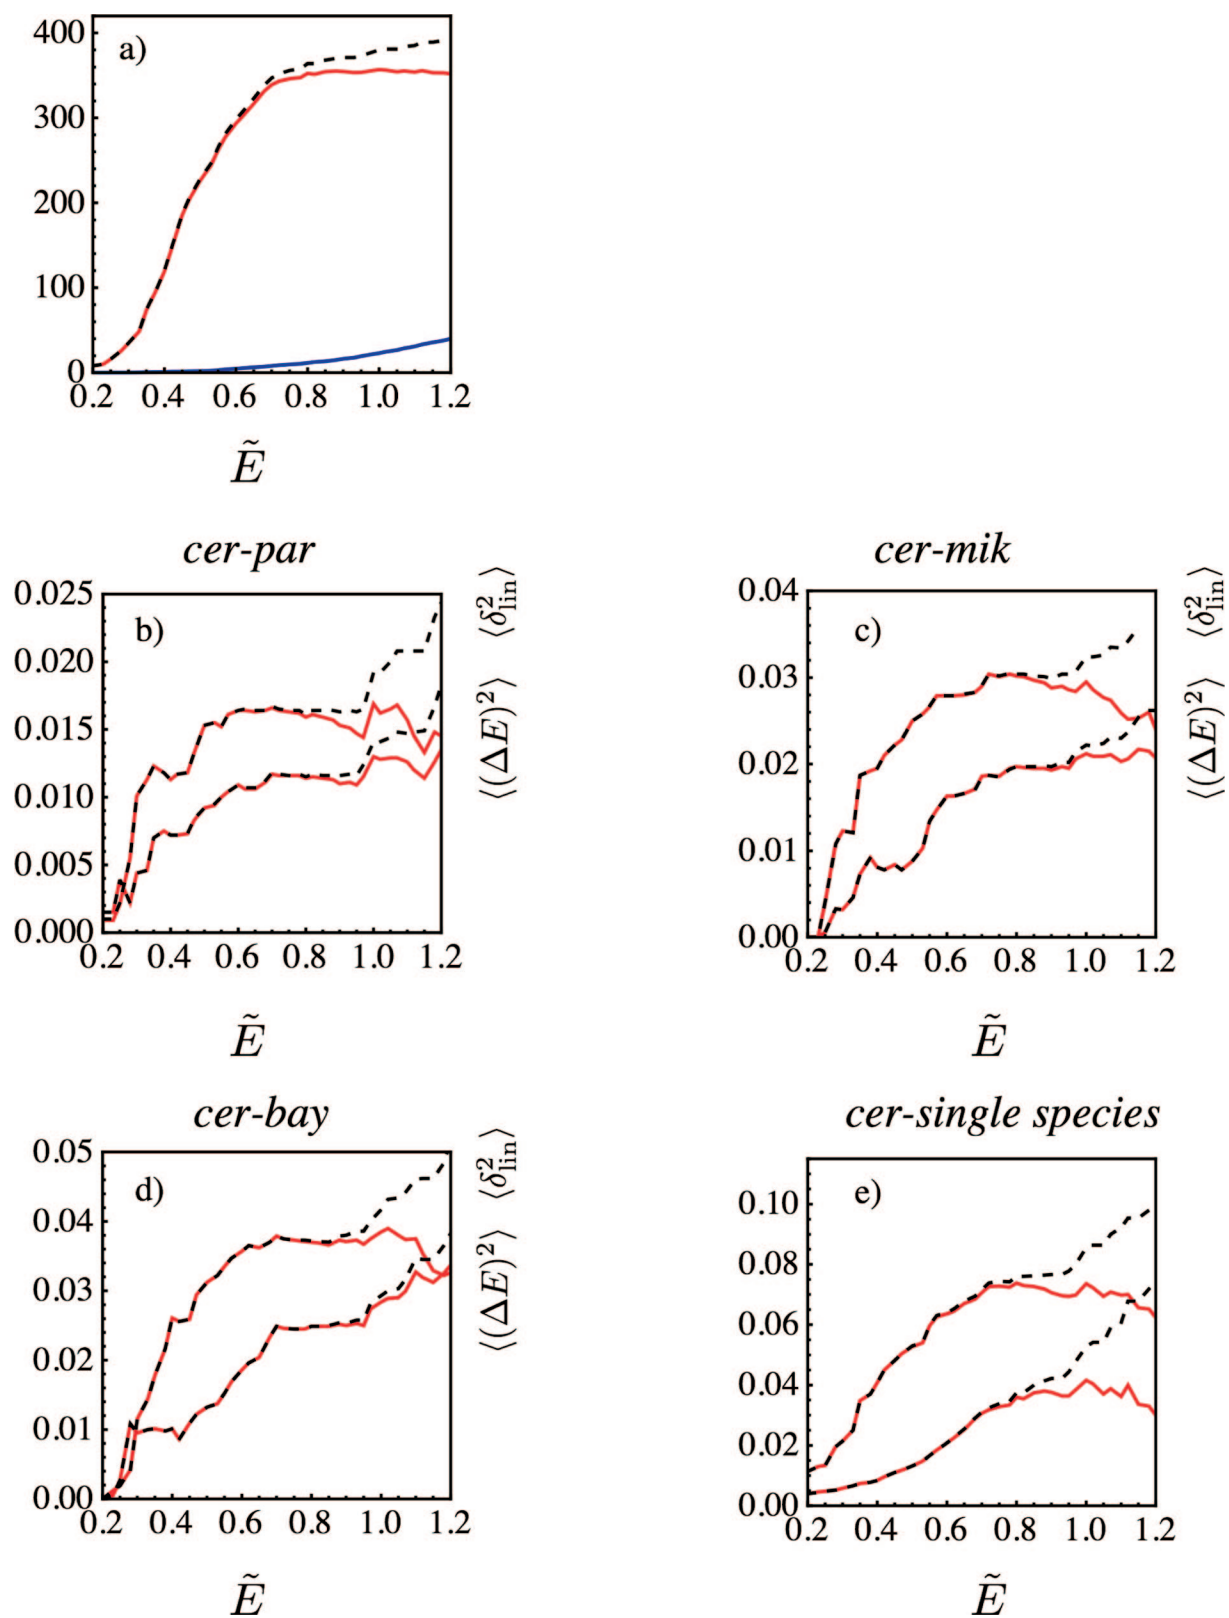 400
a)
300
200
100
0
0.2 0.4 0.6 0.8 1.0 1.2
Ẽ
cer-par
0.025
b)
0.020
0.015
0.010
0.005
0.000
0.2 0.4 0.6 0.8 1.0 1.2
Ẽ
⟨(ΔE)²⟩ ⟨δ²lin⟩
cer-mik
0.04
c)
0.03
0.02
0.01
0.00
0.2 0.4 0.6 0.8 1.0 1.2
Ẽ
⟨(ΔE)²⟩ ⟨δ²lin⟩
cer-bay
0.05
d)
0.04
0.03
0.02
0.01
0.00
0.2 0.4 0.6 0.8 1.0 1.2
Ẽ
⟨(ΔE)²⟩ ⟨δ²lin⟩
cer-single species
e)
0.10
0.08
0.06
0.04
0.02
0.00
0.2 0.4 0.6 0.8 1.0 1.2
Ẽ